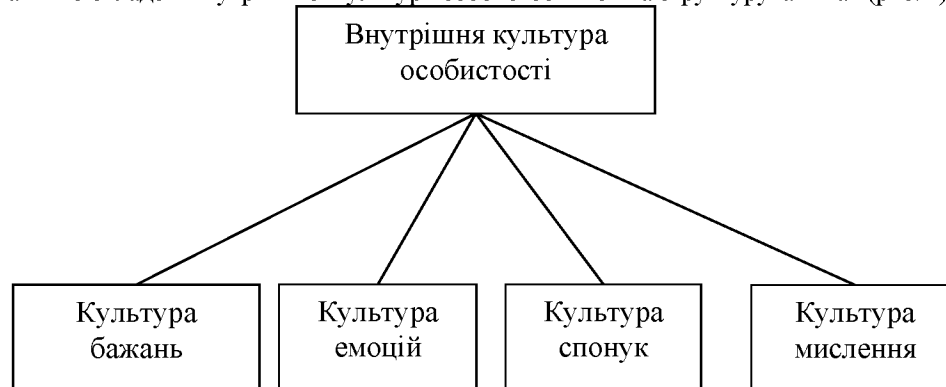 Внутрішня культура
особистості
Культура
бажань
Культура
емоцій
Культура
спонук
Культура
мислення